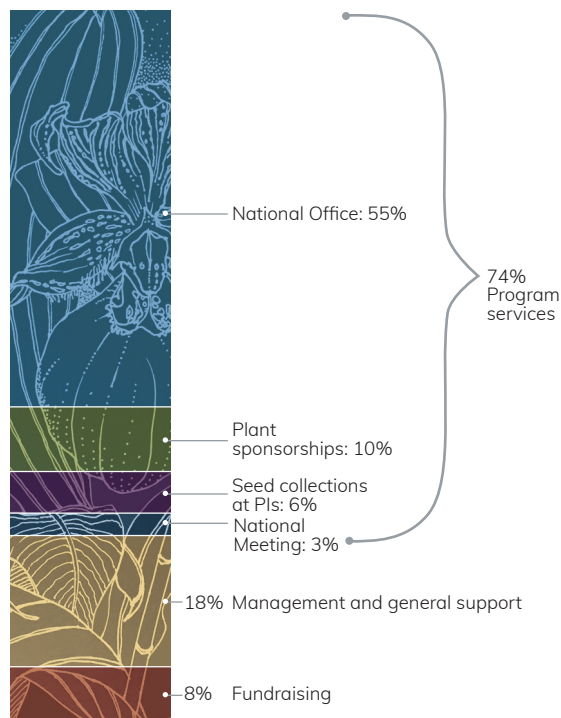 National Office: 55%
74%
Program
services
Plant
sponsorships: 10%
Seed collections
at PIs: 6%
National
Meeting: 3%
18% Management and general support
8% Fundraising